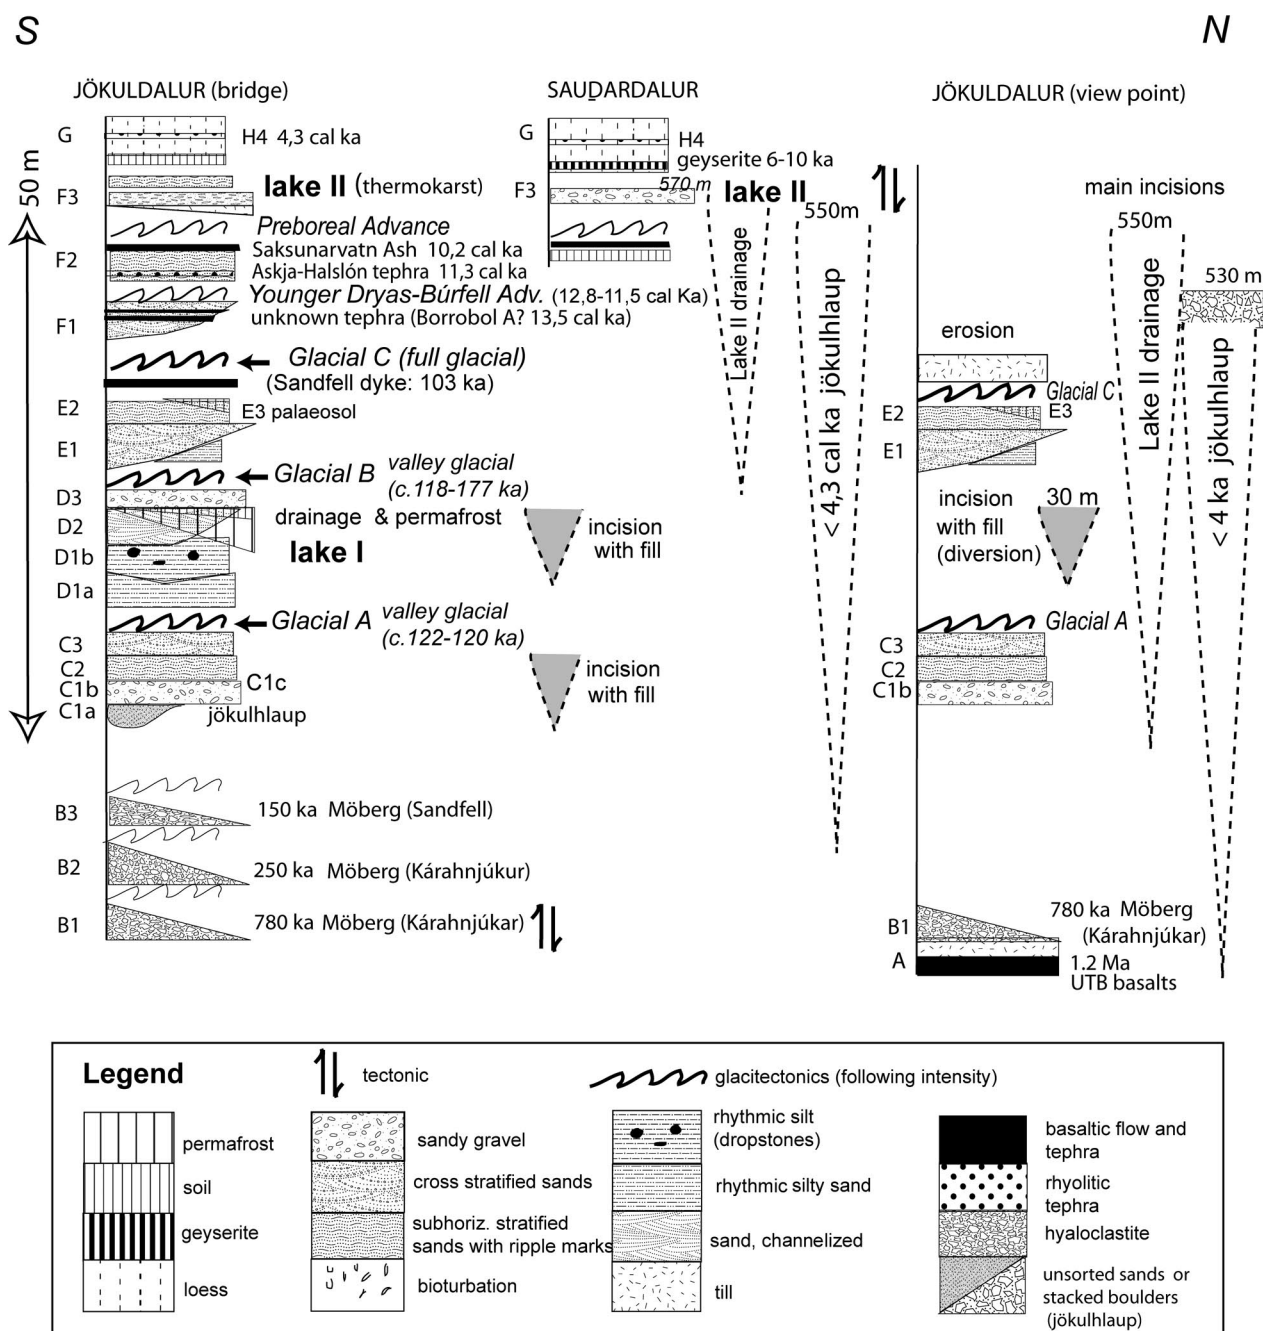 S
N
JÖKULDALUR (bridge)
G
H4 4,3 cal ka
F3
lake II (thermokarst)
Preboreal Advance
Saksunarvatn Ash 10,2 cal ka
F2
Askja-Halslón tephra 11,3 cal ka
Younger Dryas-Búrfell Adv. (12,8-11,5 cal Ka)
unknown tephra (Borrobol A? 13,5 cal ka)
F1
Glacial C (full glacial)
(Sandfell dyke: 103 ka)
E2
E3 palaeosol
E1
Glacial B valley glacial
(c.118-177 ka)
D3
drainage & permafrost
D2
lake I
D1b
D1a
incision
with fill
Glacial A valley glacial
(c.122-120 ka)
C3
C2
C1b
C1c
C1a
jökulhlaup
incision
with fill
50 m
B3
150 ka Möberg (Sandfell)
B2
250 ka Möberg (Kárahnjúkur)
B1
780 ka Möberg (Kárahnjúkar)
SAUDARDALUR
G
H4
geyserite 6-10 ka
F3
570 m
lake II
550m
Lake II drainage
< 4,3 cal ka jökulhlaup
JÖKULDALUR (view point)
main incisions
550m
530 m
Lake II drainage
< 4 ka jökulhlaup
erosion
Glacial C
E2
E3
E1
incision
with fill
(diversion)
30 m
Glacial A
C3
C2
C1b
B1
780 ka Möberg
(Kárahnjúkar)
A
1.2 Ma
UTB basalts
Legend
tectonic
glacitectonics (following intensity)
permafrost
soil
geyserite
loess
sandy gravel
cross stratified sands
subhoriz. stratified
sands with ripple marks
bioturbation
rhythmic silt
(dropstones)
rhythmic silty sand
sand, channelized
till
basaltic flow and
tephra
rhyolitic
tephra
hyaloclastite
unsorted sands or
stacked boulders
(jökulhlaup)